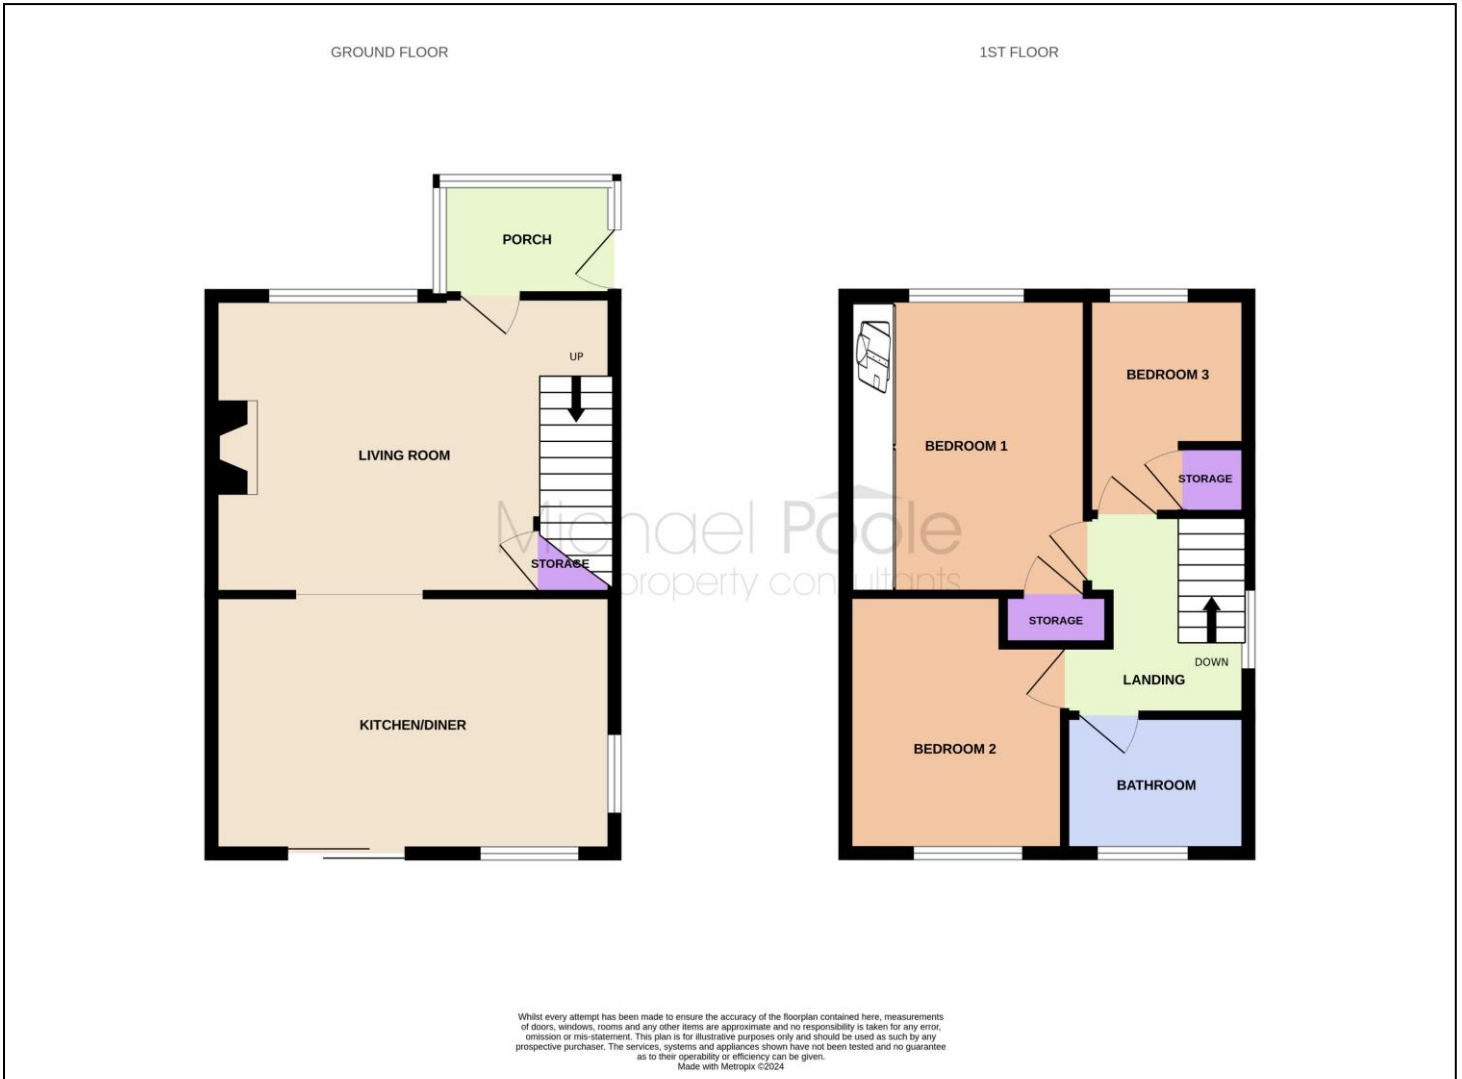 GROUND FLOOR
1ST FLOOR
PORCH
UP
LIVING ROOM
STORAGE
KITCHEN/DINER
BEDROOM 3
BEDROOM 1
STORAGE
STORAGE
DOWN
LANDING
BEDROOM 2
BATHROOM
Michael Poole
property consultants
Whilst every attempt has been made to ensure the accuracy of the floorplan contained here, measurements
of doors, windows, rooms and any other items are approximate and no responsibility is taken for any error,
omission or mis-statement. This plan is for illustrative purposes only and should be used as such by any
prospective purchaser. The services, systems and appliances shown have not been tested and no guarantee
as to their operability or efficiency can be given.
Made with Metropix ©2024